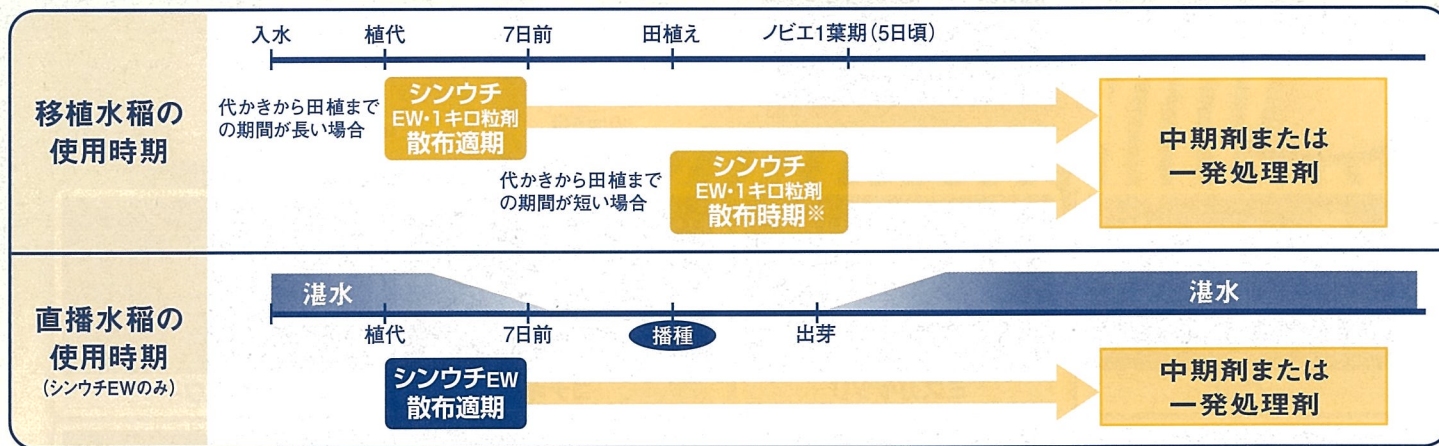 入水
植代
7日前
田植え
ノビエ1葉期(5日頃)
移植水稲の
使用時期
代かきから田植まで
の期間が長い場合
シンウチ
EW・1キロ粒剤
散布適期
代かきから田植まで
の期間が短い場合
シンウチ
EW・1キロ粒剤
散布時期※
中期剤または
一発処理剤
直播水稲の
使用時期
(シンウチEWのみ)
湛水
湛水
植代
7日前
播種
出芽
シンウチEW
散布適期
中期剤または
一発処理剤